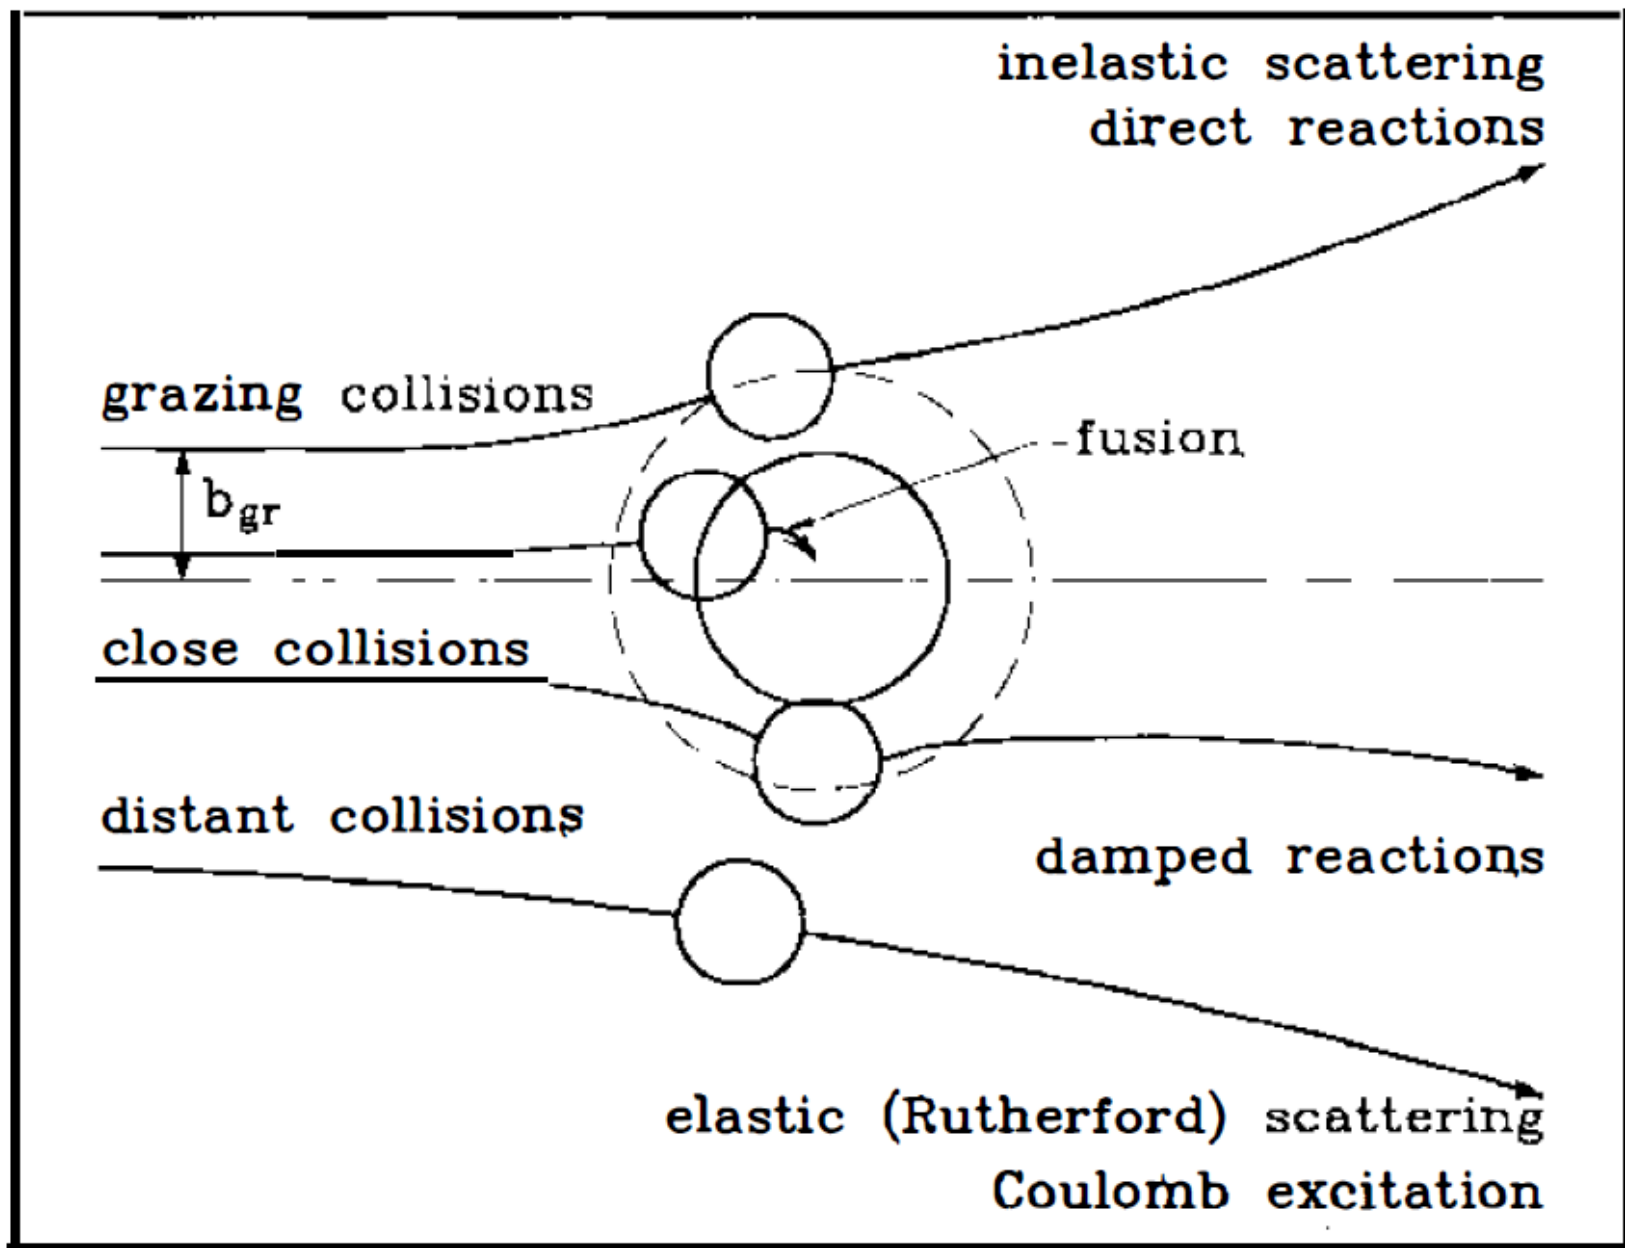 inelastic scattering
direct reactions
grazing collisions
fusion
b_gr
close collisions
distant collisions
damped reactions
elastic (Rutherford) scattering
Coulomb excitation